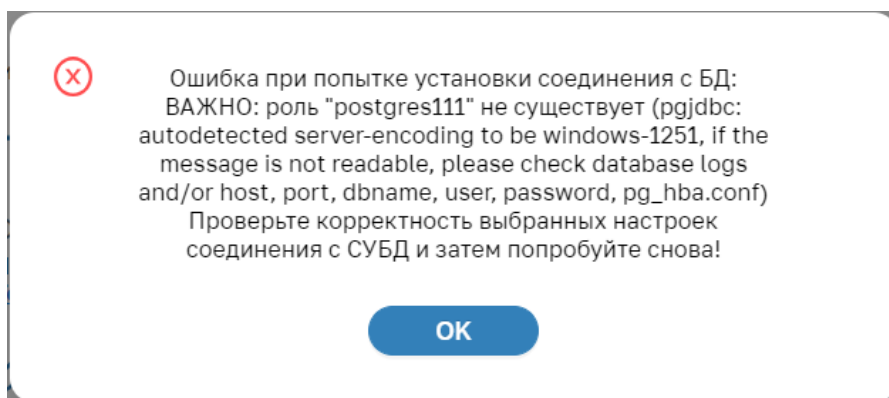 Ошибка при попытке установки соединения с БД:
ВАЖНО: роль "postgres111" не существует (pgjdbc:
autodetected server-encoding to be windows-1251, if the
message is not readable, please check database logs
and/or host, port, dbname, user, password, pg_hba.conf)
Проверьте корректность выбранных настроек
соединения с СУБД и затем попробуйте снова!
OK